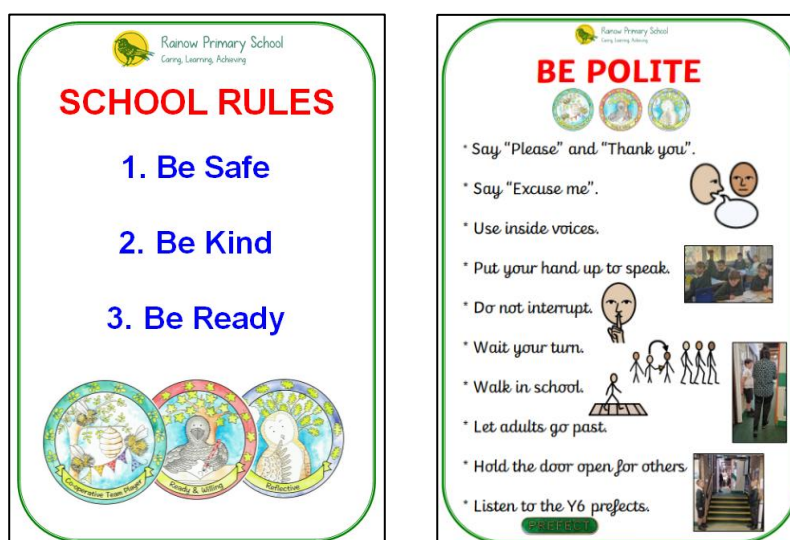 Rainow Primary School
Caring, Learning, Achieving
SCHOOL RULES
1. Be Safe
2. Be Kind
3. Be Ready
Co-operative Team Player
Ready & Willing
Reflective
Rainow Primary School
Caring, Learning, Achieving
BE POLITE
* Say “Please” and “Thank you”.
* Say “Excuse me”.
* Use inside voices.
* Put your hand up to speak.
* Do not interrupt.
* Wait your turn.
* Walk in school.
* Let adults go past.
* Hold the door open for others
* Listen to the Y6 prefects.
PREFECT